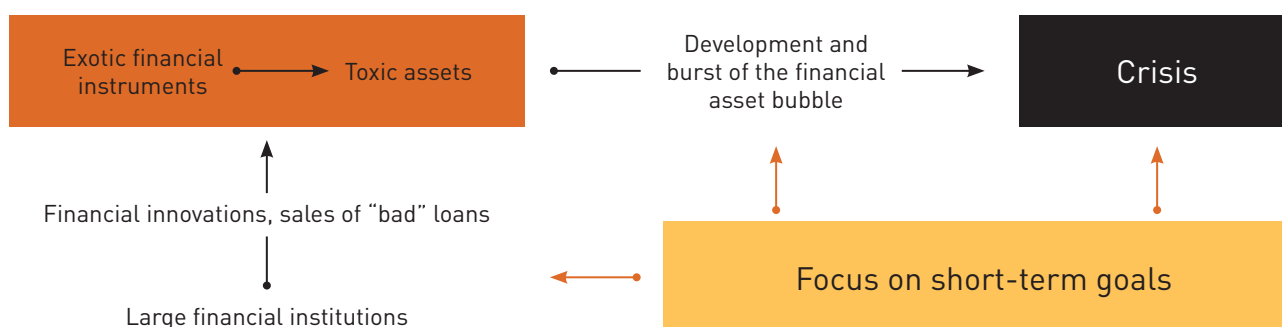 Exotic financial
instruments
Toxic assets
Development and
burst of the financial
asset bubble
Crisis
Financial innovations, sales of “bad” loans
Focus on short-term goals
Large financial institutions